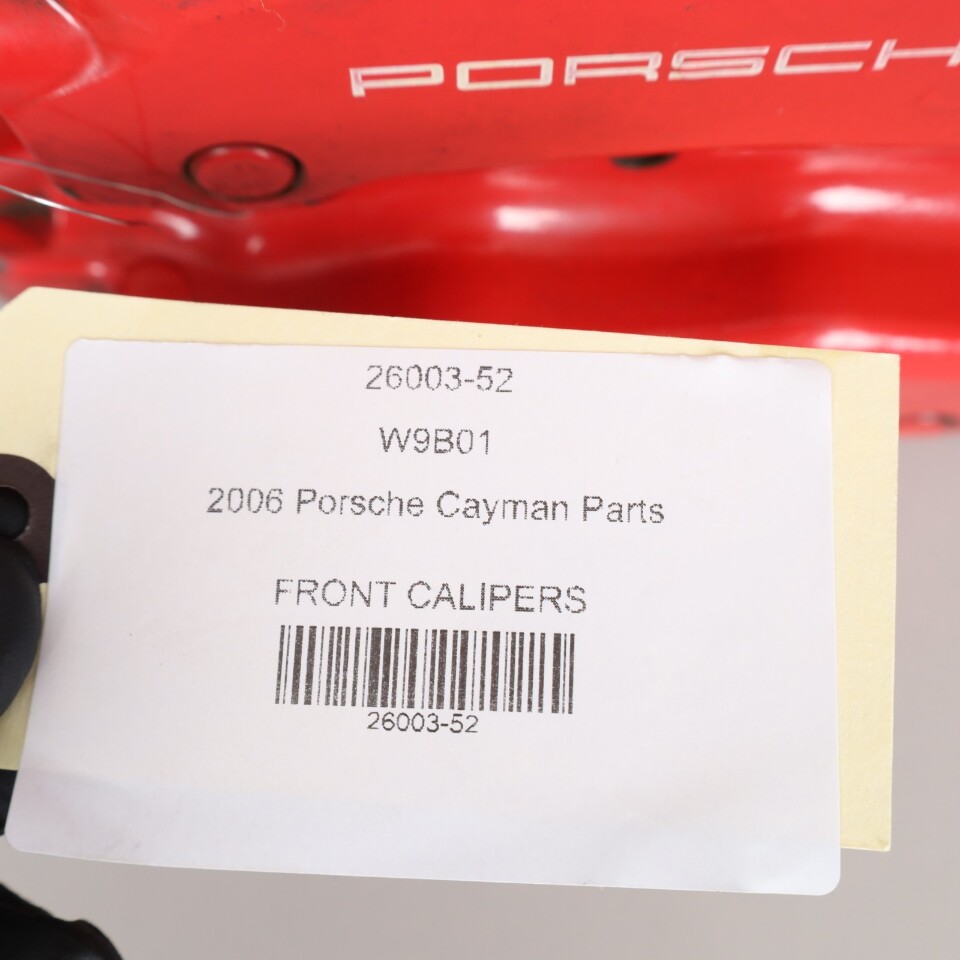 PORSCH
26003-52
W9B01
2006 Porsche Cayman Parts
FRONT CALIPERS
26003-52